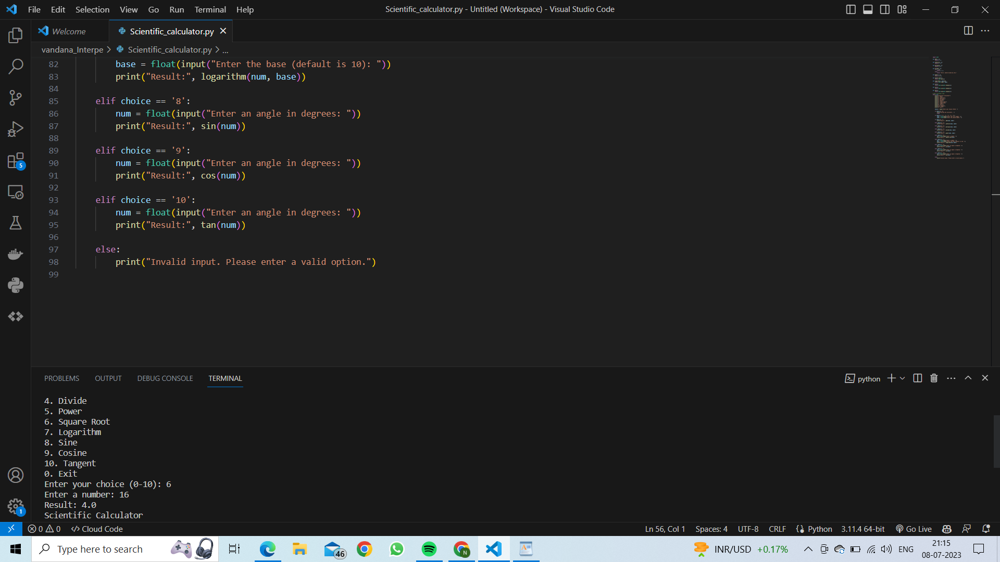 File Edit Selection View Go Run Terminal Help
Scientific_calculator.py - Untitled (Workspace) - Visual Studio Code
Welcome
Scientific_calculator.py
vandana_Interpe > Scientific_calculator.py > ...
82 base = float(input("Enter the base (default is 10): "))
83 print("Result:", logarithm(num, base))
84
85 elif choice == '8':
86 num = float(input("Enter an angle in degrees: "))
87 print("Result:", sin(num))
88
89 elif choice == '9':
90 num = float(input("Enter an angle in degrees: "))
91 print("Result:", cos(num))
92
93 elif choice == '10':
94 num = float(input("Enter an angle in degrees: "))
95 print("Result:", tan(num))
96
97 else:
98 print("Invalid input. Please enter a valid option.")
99
5
PROBLEMS OUTPUT DEBUG CONSOLE TERMINAL
python
4. Divide
5. Power
6. Square Root
7. Logarithm
8. Sine
9. Cosine
10. Tangent
0. Exit
Enter your choice (0-10): 6
Enter a number: 16
Result: 4.0
Scientific Calculator
1
0 0 Cloud Code
Ln 56, Col 1 Spaces: 4 UTF-8 CRLF Python 3.11.4 64-bit Go Live
Type here to search
46
N
INR/USD +0.17%
ENG
21:15
08-07-2023